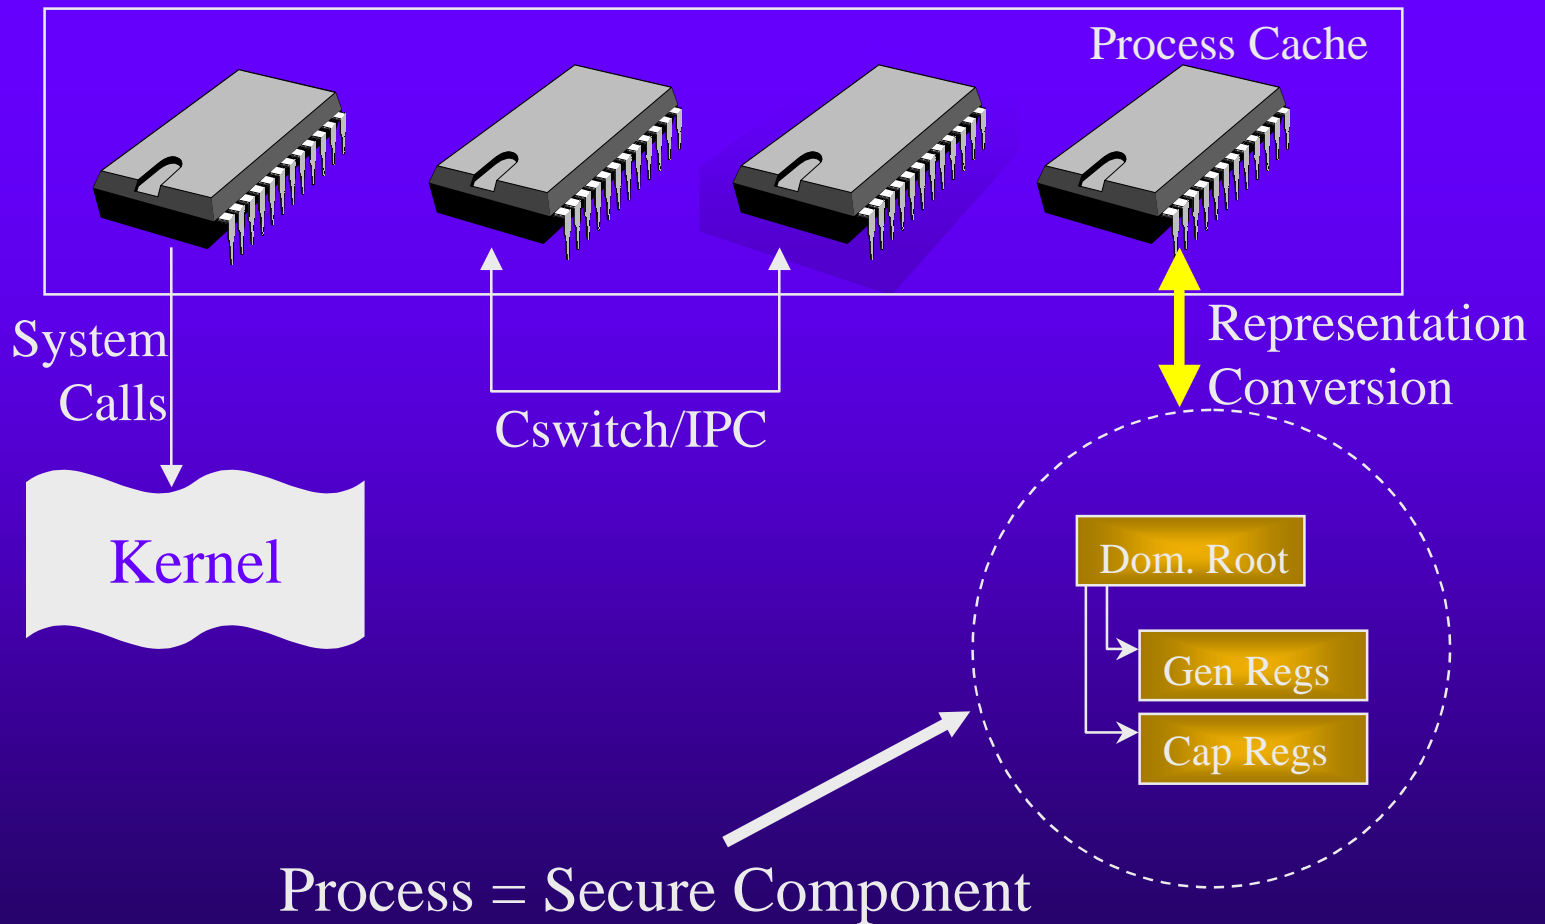 Process Cache
System
Calls
Representation
Conversion
Cswitch/IPC
Kernel
Dom. Root
Gen Regs
Cap Regs
Process = Secure Component